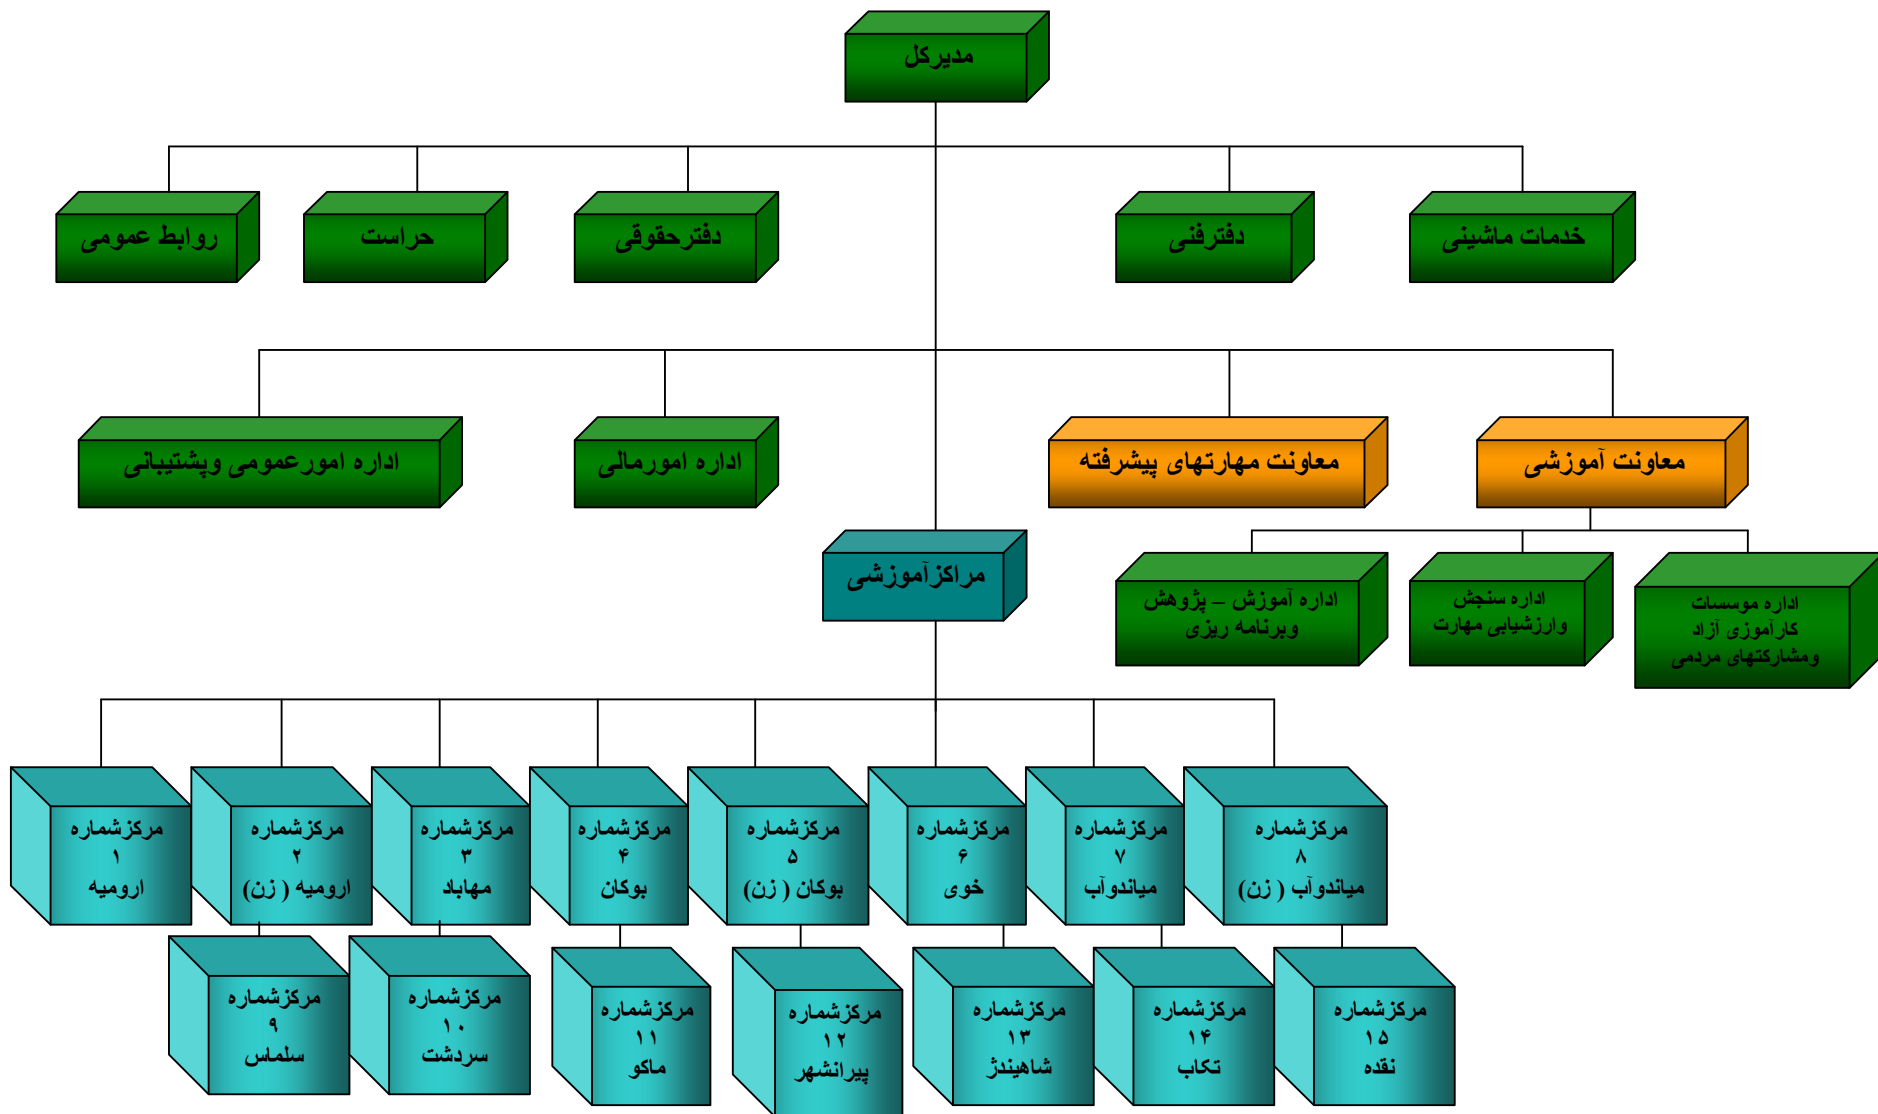 مدیرکل
خدمات ماشینی
دفترفنی
دفترحقوقی
حراست
روابط عمومی
معاونت آموزشی
معاونت مهارتهای پیشرفته
اداره امورمالی
اداره امورعمومی وپشتیبانی
مراکزآموزشی
اداره موسسات
کارآموزی آزاد
ومشارکتهای مردمی
اداره سنجش
وارزشیابی مهارت
اداره آموزش – پژوهش
وبرنامه ریزی
مرکزشماره
۱
ارومیه
مرکزشماره
۲
ارومیه ( زن)
مرکزشماره
۳
مهاباد
مرکزشماره
۴
بوکان
مرکزشماره
۵
بوکان ( زن)
مرکزشماره
۶
خوی
مرکزشماره
۷
میاندوآب
مرکزشماره
۸
میاندوآب ( زن)
مرکزشماره
۹
سلماس
مرکزشماره
۱۰
سردشت
مرکزشماره
۱۱
ماکو
مرکزشماره
۱۲
پیرانشهر
مرکزشماره
۱۳
شاهیندژ
مرکزشماره
۱۴
تکاب
مرکزشماره
۱۵
نقده